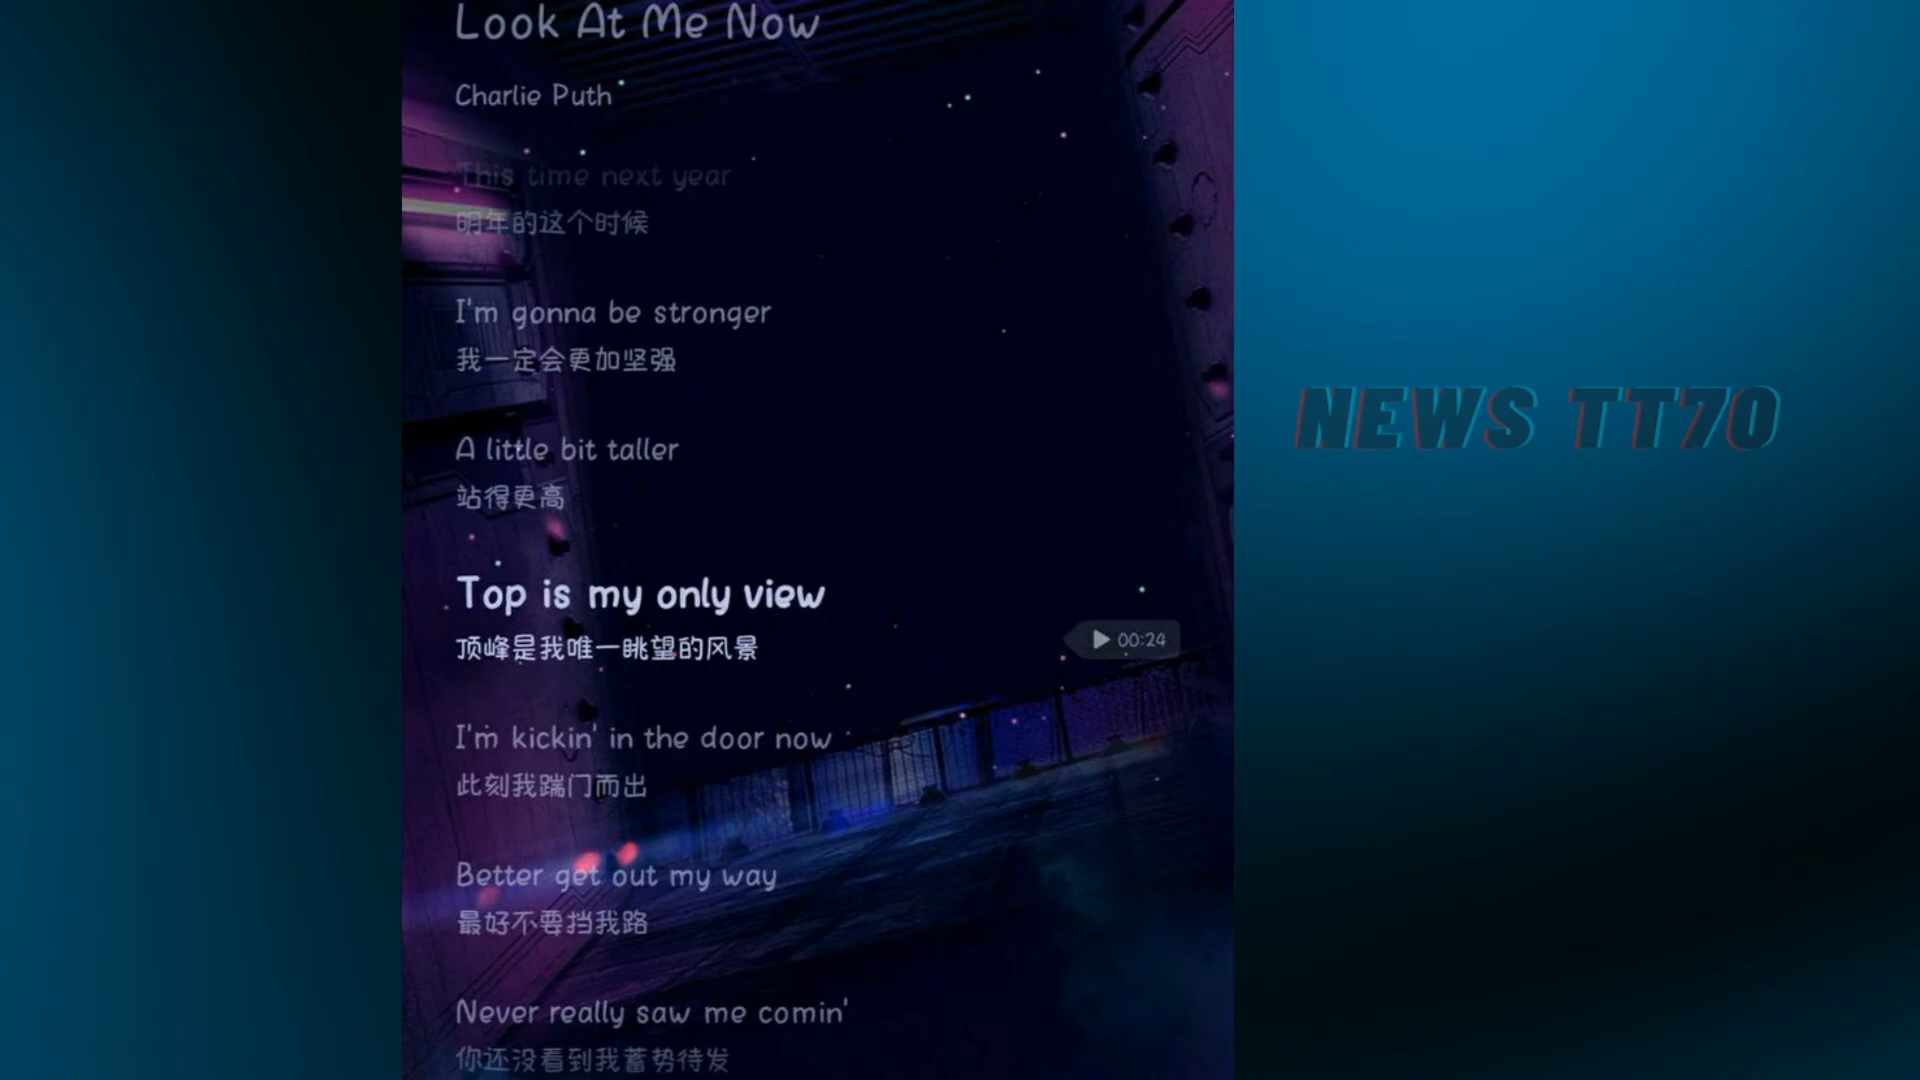 Look At Me Now
Charlie Puth
This time next year
明年的这个时候
I'm gonna be stronger
我一定会更加坚强
A little bit taller
站得更高
Top is my only view
顶峰是我唯一眺望的风景
00:24
I'm kickin' in the door now
此刻我踹门而出
Better get out my way
最好不要挡我路
Never really saw me comin'
你还没看到我蓄势待发
NEWS TT70